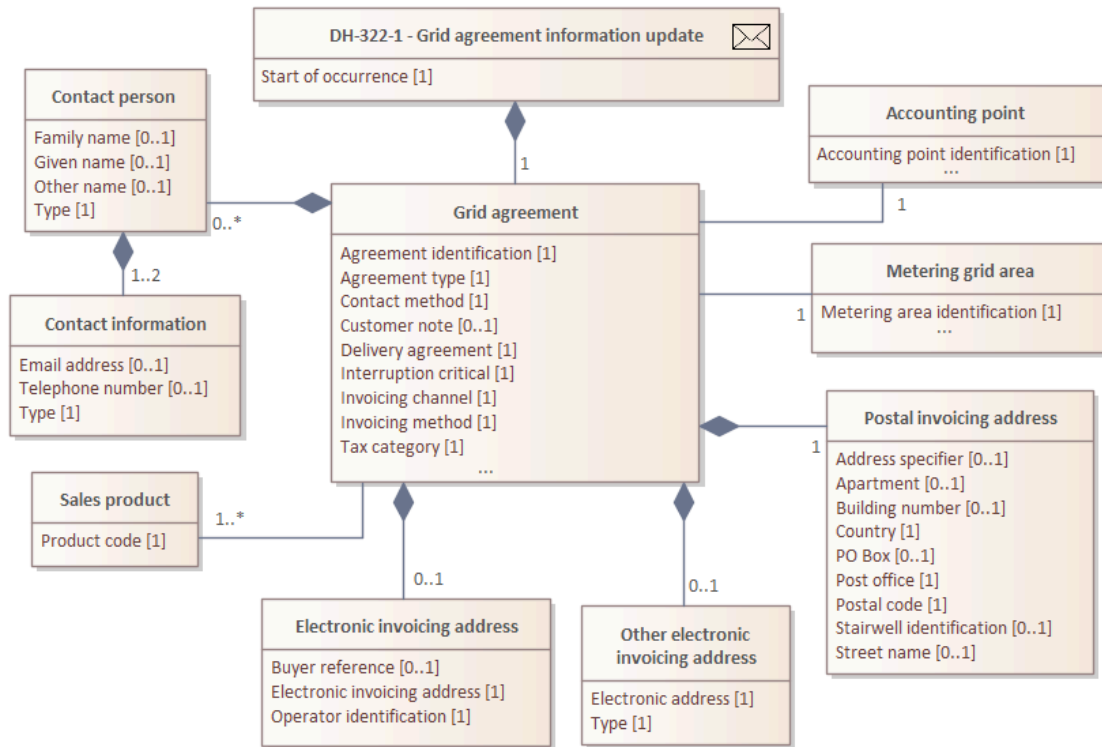 DH-322-1 - Grid agreement information update
Start of occurrence [1]
1
Contact person
Family name [0..1]
Given name [0..1]
Other name [0..1]
Type [1]
0..*
1..2
Contact information
Email address [0..1]
Telephone number [0..1]
Type [1]
Grid agreement
Agreement identification [1]
Agreement type [1]
Contact method [1]
Customer note [0..1]
Delivery agreement [1]
Interruption critical [1]
Invoicing channel [1]
Invoicing method [1]
Tax category [1]
...
Accounting point
Accounting point identification [1]
...
1
Metering grid area
Metering area identification [1]
...
1
Postal invoicing address
Address specifier [0..1]
Apartment [0..1]
Building number [0..1]
Country [1]
PO Box [0..1]
Post office [1]
Postal code [1]
Stairwell identification [0..1]
Street name [0..1]
1
Sales product
Product code [1]
1..*
0..1
Electronic invoicing address
Buyer reference [0..1]
Electronic invoicing address [1]
Operator identification [1]
0..1
Other electronic
invoicing address
Electronic address [1]
Type [1]